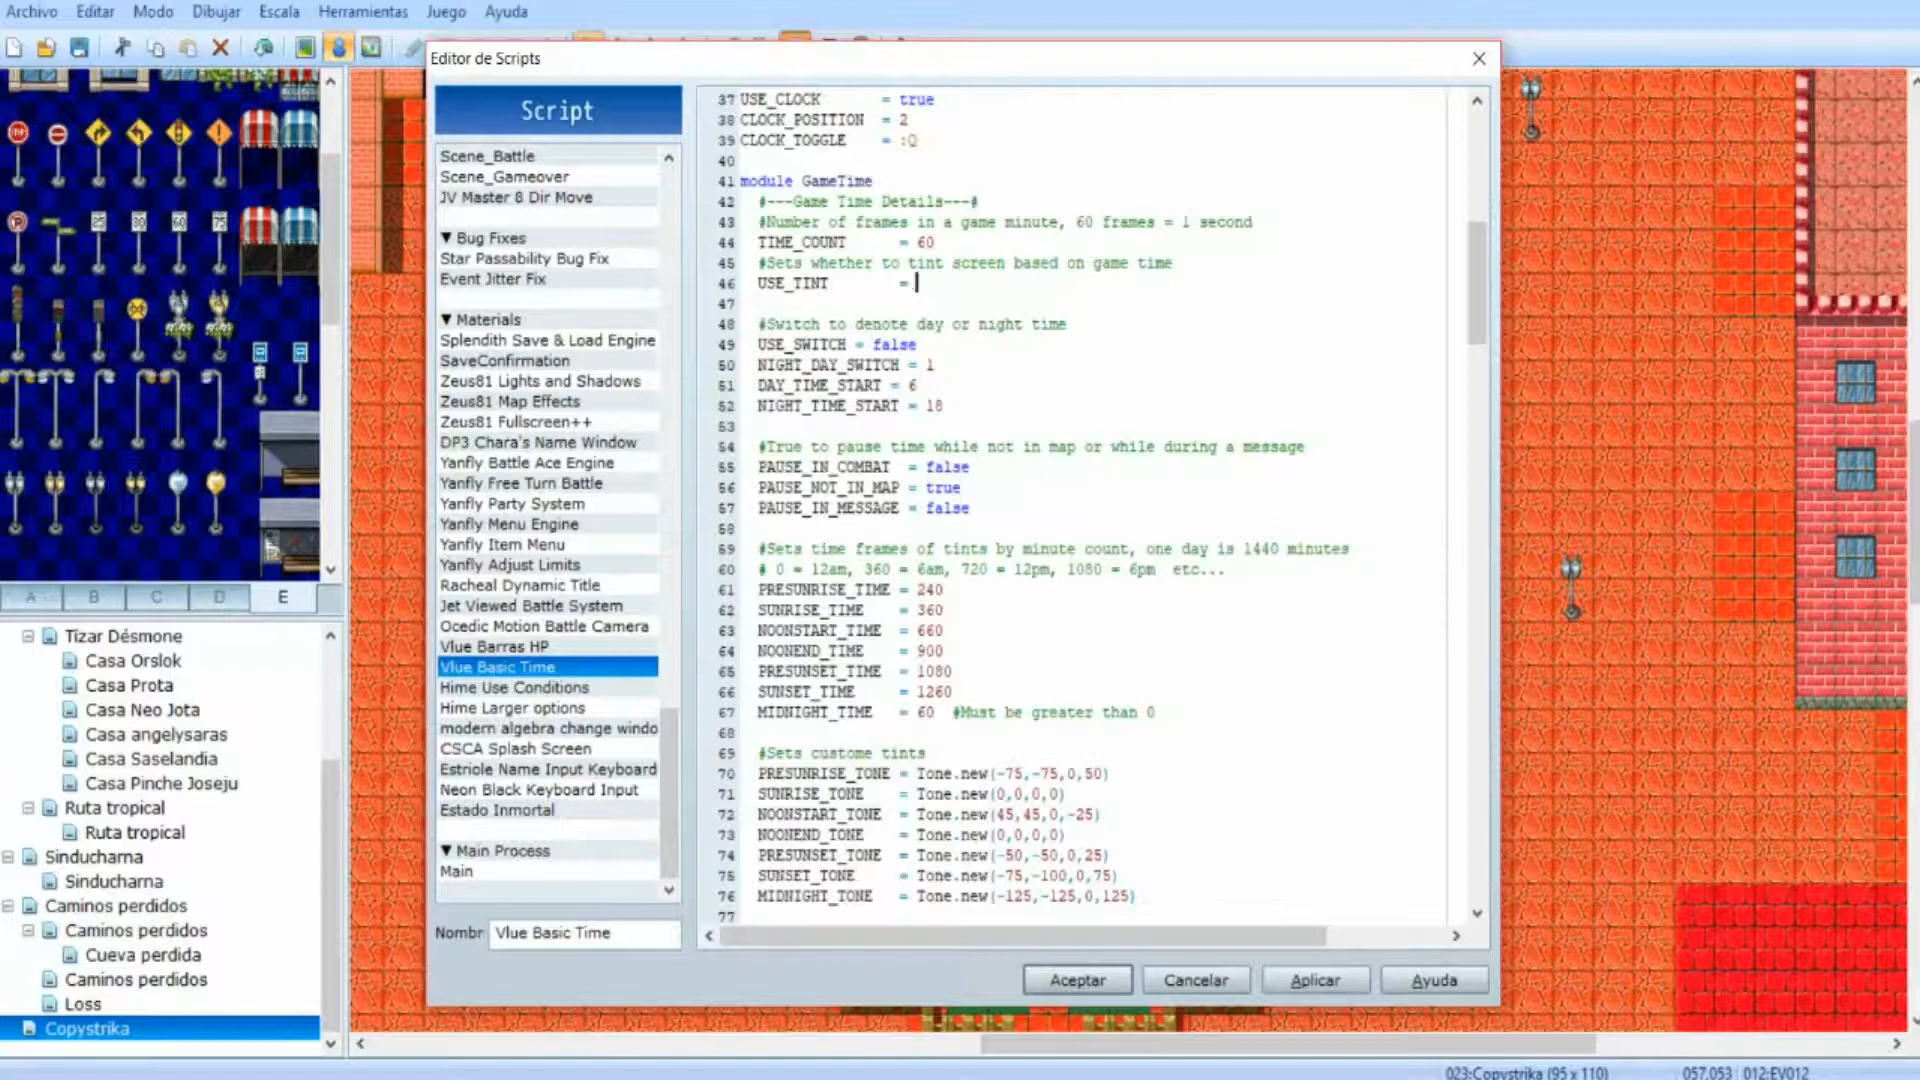 Archivo Editar Modo Dibujar Escala Herramientas Juego Ayuda
Editor de Scripts
Script
Scene_Battle
Scene_Gameover
JV Master 8 Dir Move
▼ Bug Fixes
Star Passability Bug Fix
Event Jitter Fix
▼ Materials
Splendith Save & Load Engine
SaveConfirmation
Zeus81 Lights and Shadows
Zeus81 Map Effects
Zeus81 Fullscreen++
DP3 Chara's Name Window
Yanfly Battle Ace Engine
Yanfly Free Turn Battle
Yanfly Party System
Yanfly Menu Engine
Yanfly Item Menu
Yanfly Adjust Limits
Racheal Dynamic Title
Jet Viewed Battle System
Ocedic Motion Battle Camera
Vlue Barras HP
Vlue Basic Time
Hime Use Conditions
Hime Larger options
modern algebra change windo
CSCA Splash Screen
Estriole Name Input Keyboard
Neon Black Keyboard Input
Estado Inmortal
▼ Main Process
Main
Nombr Vlue Basic Time
37 USE_CLOCK = true
38 CLOCK_POSITION = 2
39 CLOCK_TOGGLE = :Q
40
41 module GameTime
42 #---Game Time Details---#
43 #Number of frames in a game minute, 60 frames = 1 second
44 TIME_COUNT = 60
45 #Sets whether to tint screen based on game time
46 USE_TINT =
47
48 #Switch to denote day or night time
49 USE_SWITCH = false
50 NIGHT_DAY_SWITCH = 1
51 DAY_TIME_START = 6
52 NIGHT_TIME_START = 18
53
54 #True to pause time while not in map or while during a message
55 PAUSE_IN_COMBAT = false
56 PAUSE_NOT_IN_MAP = true
57 PAUSE_IN_MESSAGE = false
58
59 #Sets time frames of tints by minute count, one day is 1440 minutes
60 # 0 = 12am, 360 = 6am, 720 = 12pm, 1080 = 6pm etc...
61 PRESUNRISE_TIME = 240
62 SUNRISE_TIME = 360
63 NOONSTART_TIME = 660
64 NOONEND_TIME = 900
65 PRESUNSET_TIME = 1080
66 SUNSET_TIME = 1260
67 MIDNIGHT_TIME = 60 #Must be greater than 0
68
69 #Sets custome tints
70 PRESUNRISE_TONE = Tone.new(-75,-75,0,50)
71 SUNRISE_TONE = Tone.new(0,0,0,0)
72 NOONSTART_TONE = Tone.new(45,45,0,-25)
73 NOONEND_TONE = Tone.new(0,0,0,0)
74 PRESUNSET_TONE = Tone.new(-50,-50,0,25)
75 SUNSET_TONE = Tone.new(-75,-100,0,75)
76 MIDNIGHT_TONE = Tone.new(-125,-125,0,125)
77
Aceptar Cancelar Aplicar Ayuda
25 30 60 75
A B C D E
Tizar Désmone
Casa Orslok
Casa Prota
Casa Neo Jota
Casa angelysaras
Casa Saselandia
Casa Pinche Joseju
Ruta tropical
Ruta tropical
Sinducharna
Sinducharna
Caminos perdidos
Caminos perdidos
Cueva perdida
Caminos perdidos
Loss
Copystrika
023:Copystrika (95 x 110) 057,053 012:EV012